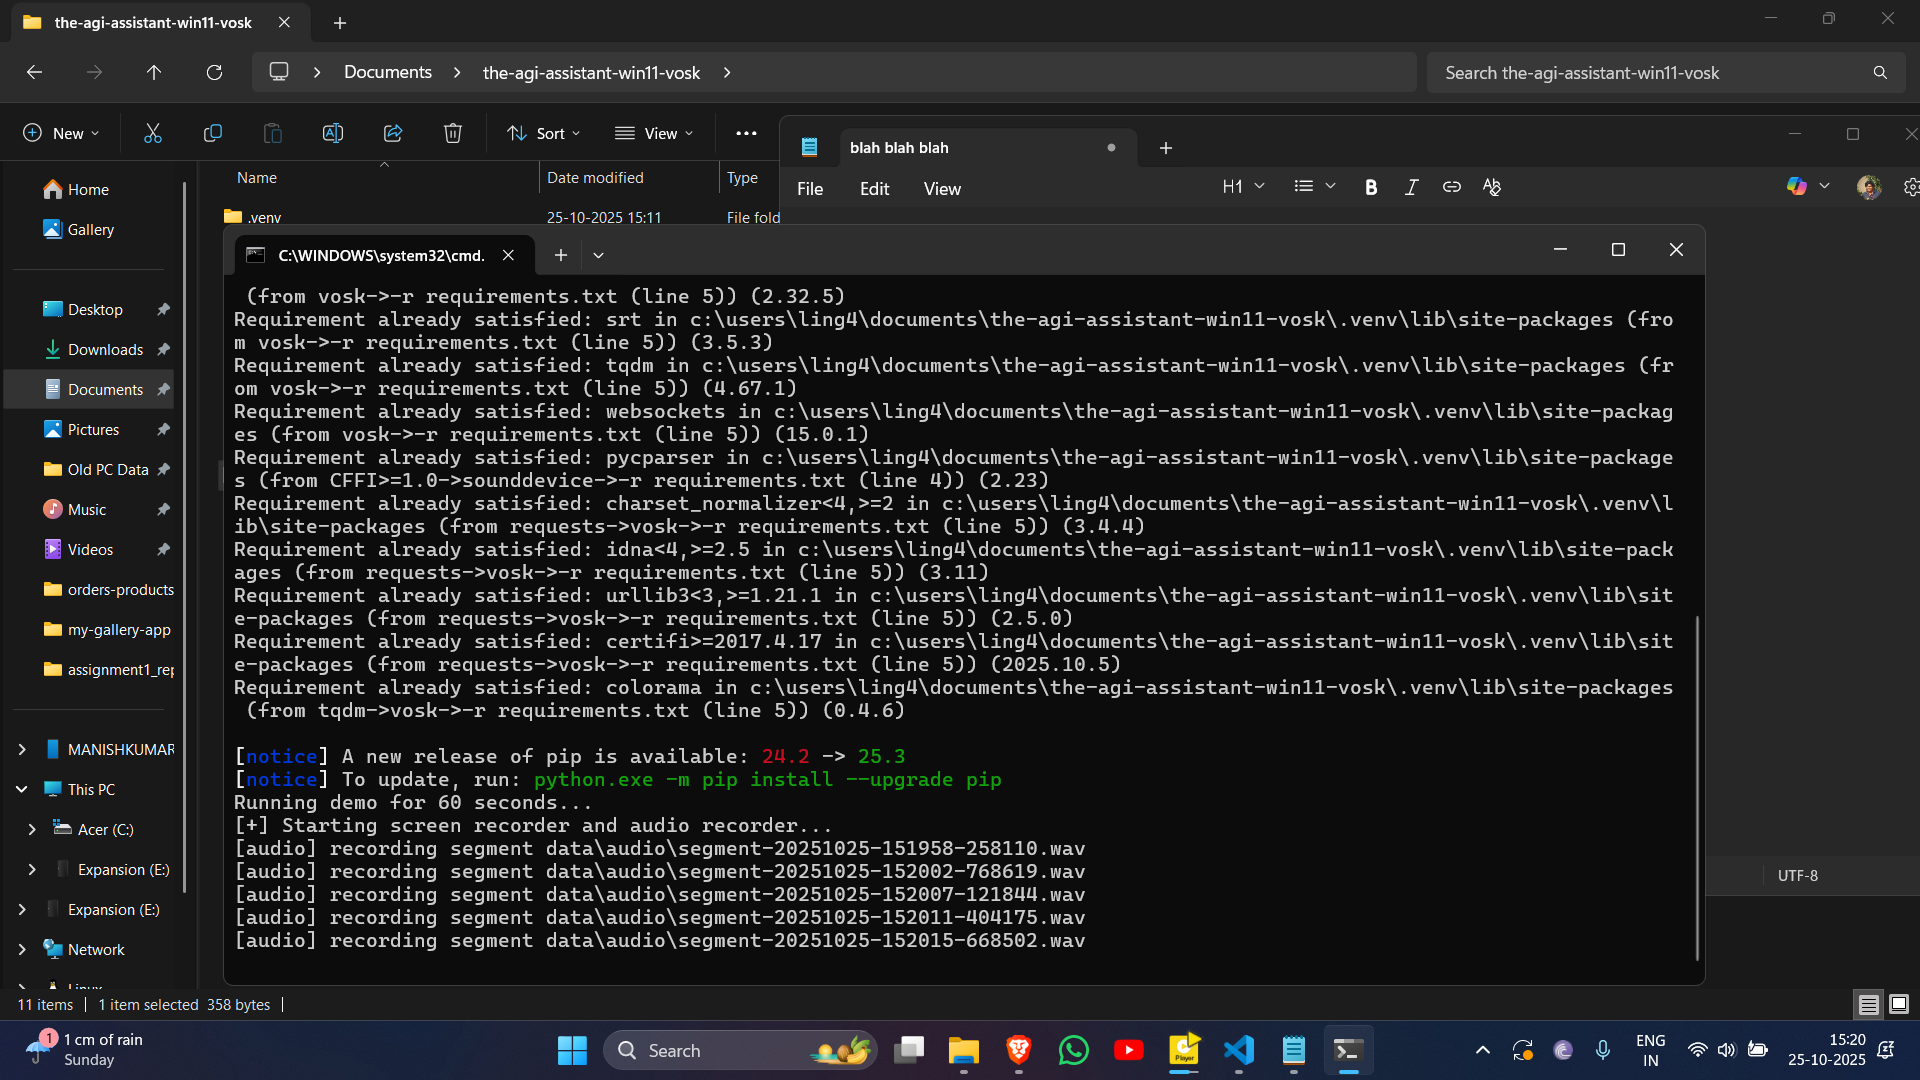 the-agi-assistant-win11-vosk
Documents
the-agi-assistant-win11-vosk
Search the-agi-assistant-win11-vosk
New
Sort
View
blah blah blah
File
Edit
View
H1
B
I
Name
Date modified
Type
.venv
25-10-2025 15:11
File fold
Home
Gallery
Desktop
Downloads
Documents
Pictures
Old PC Data
Music
Videos
orders-products
my-gallery-app
assignment1_rep
MANISHKUMAR
This PC
Acer (C:)
Expansion (E:)
Expansion (E:)
Network
Linux
C:\WINDOWS\system32\cmd.
 (from vosk->-r requirements.txt (line 5)) (2.32.5)
Requirement already satisfied: srt in c:\users\ling4\documents\the-agi-assistant-win11-vosk\.venv\lib\site-packages (fro
m vosk->-r requirements.txt (line 5)) (3.5.3)
Requirement already satisfied: tqdm in c:\users\ling4\documents\the-agi-assistant-win11-vosk\.venv\lib\site-packages (fr
om vosk->-r requirements.txt (line 5)) (4.67.1)
Requirement already satisfied: websockets in c:\users\ling4\documents\the-agi-assistant-win11-vosk\.venv\lib\site-packag
es (from vosk->-r requirements.txt (line 5)) (15.0.1)
Requirement already satisfied: pycparser in c:\users\ling4\documents\the-agi-assistant-win11-vosk\.venv\lib\site-package
s (from CFFI>=1.0->sounddevice->-r requirements.txt (line 4)) (2.23)
Requirement already satisfied: charset_normalizer<4,>=2 in c:\users\ling4\documents\the-agi-assistant-win11-vosk\.venv\l
ib\site-packages (from requests->vosk->-r requirements.txt (line 5)) (3.4.4)
Requirement already satisfied: idna<4,>=2.5 in c:\users\ling4\documents\the-agi-assistant-win11-vosk\.venv\lib\site-pack
ages (from requests->vosk->-r requirements.txt (line 5)) (3.11)
Requirement already satisfied: urllib3<3,>=1.21.1 in c:\users\ling4\documents\the-agi-assistant-win11-vosk\.venv\lib\sit
e-packages (from requests->vosk->-r requirements.txt (line 5)) (2.5.0)
Requirement already satisfied: certifi>=2017.4.17 in c:\users\ling4\documents\the-agi-assistant-win11-vosk\.venv\lib\sit
e-packages (from requests->vosk->-r requirements.txt (line 5)) (2025.10.5)
Requirement already satisfied: colorama in c:\users\ling4\documents\the-agi-assistant-win11-vosk\.venv\lib\site-packages
 (from tqdm->vosk->-r requirements.txt (line 5)) (0.4.6)
[notice] A new release of pip is available: 24.2 -> 25.3
[notice] To update, run: python.exe -m pip install --upgrade pip
Running demo for 60 seconds...
[+] Starting screen recorder and audio recorder...
[audio] recording segment data\audio\segment-20251025-151958-258110.wav
[audio] recording segment data\audio\segment-20251025-152002-768619.wav
[audio] recording segment data\audio\segment-20251025-152007-121844.wav
[audio] recording segment data\audio\segment-20251025-152011-404175.wav
[audio] recording segment data\audio\segment-20251025-152015-668502.wav
UTF-8
11 items
1 item selected 358 bytes
1
1 cm of rain
Sunday
Search
Player
ENG
IN
15:20
25-10-2025